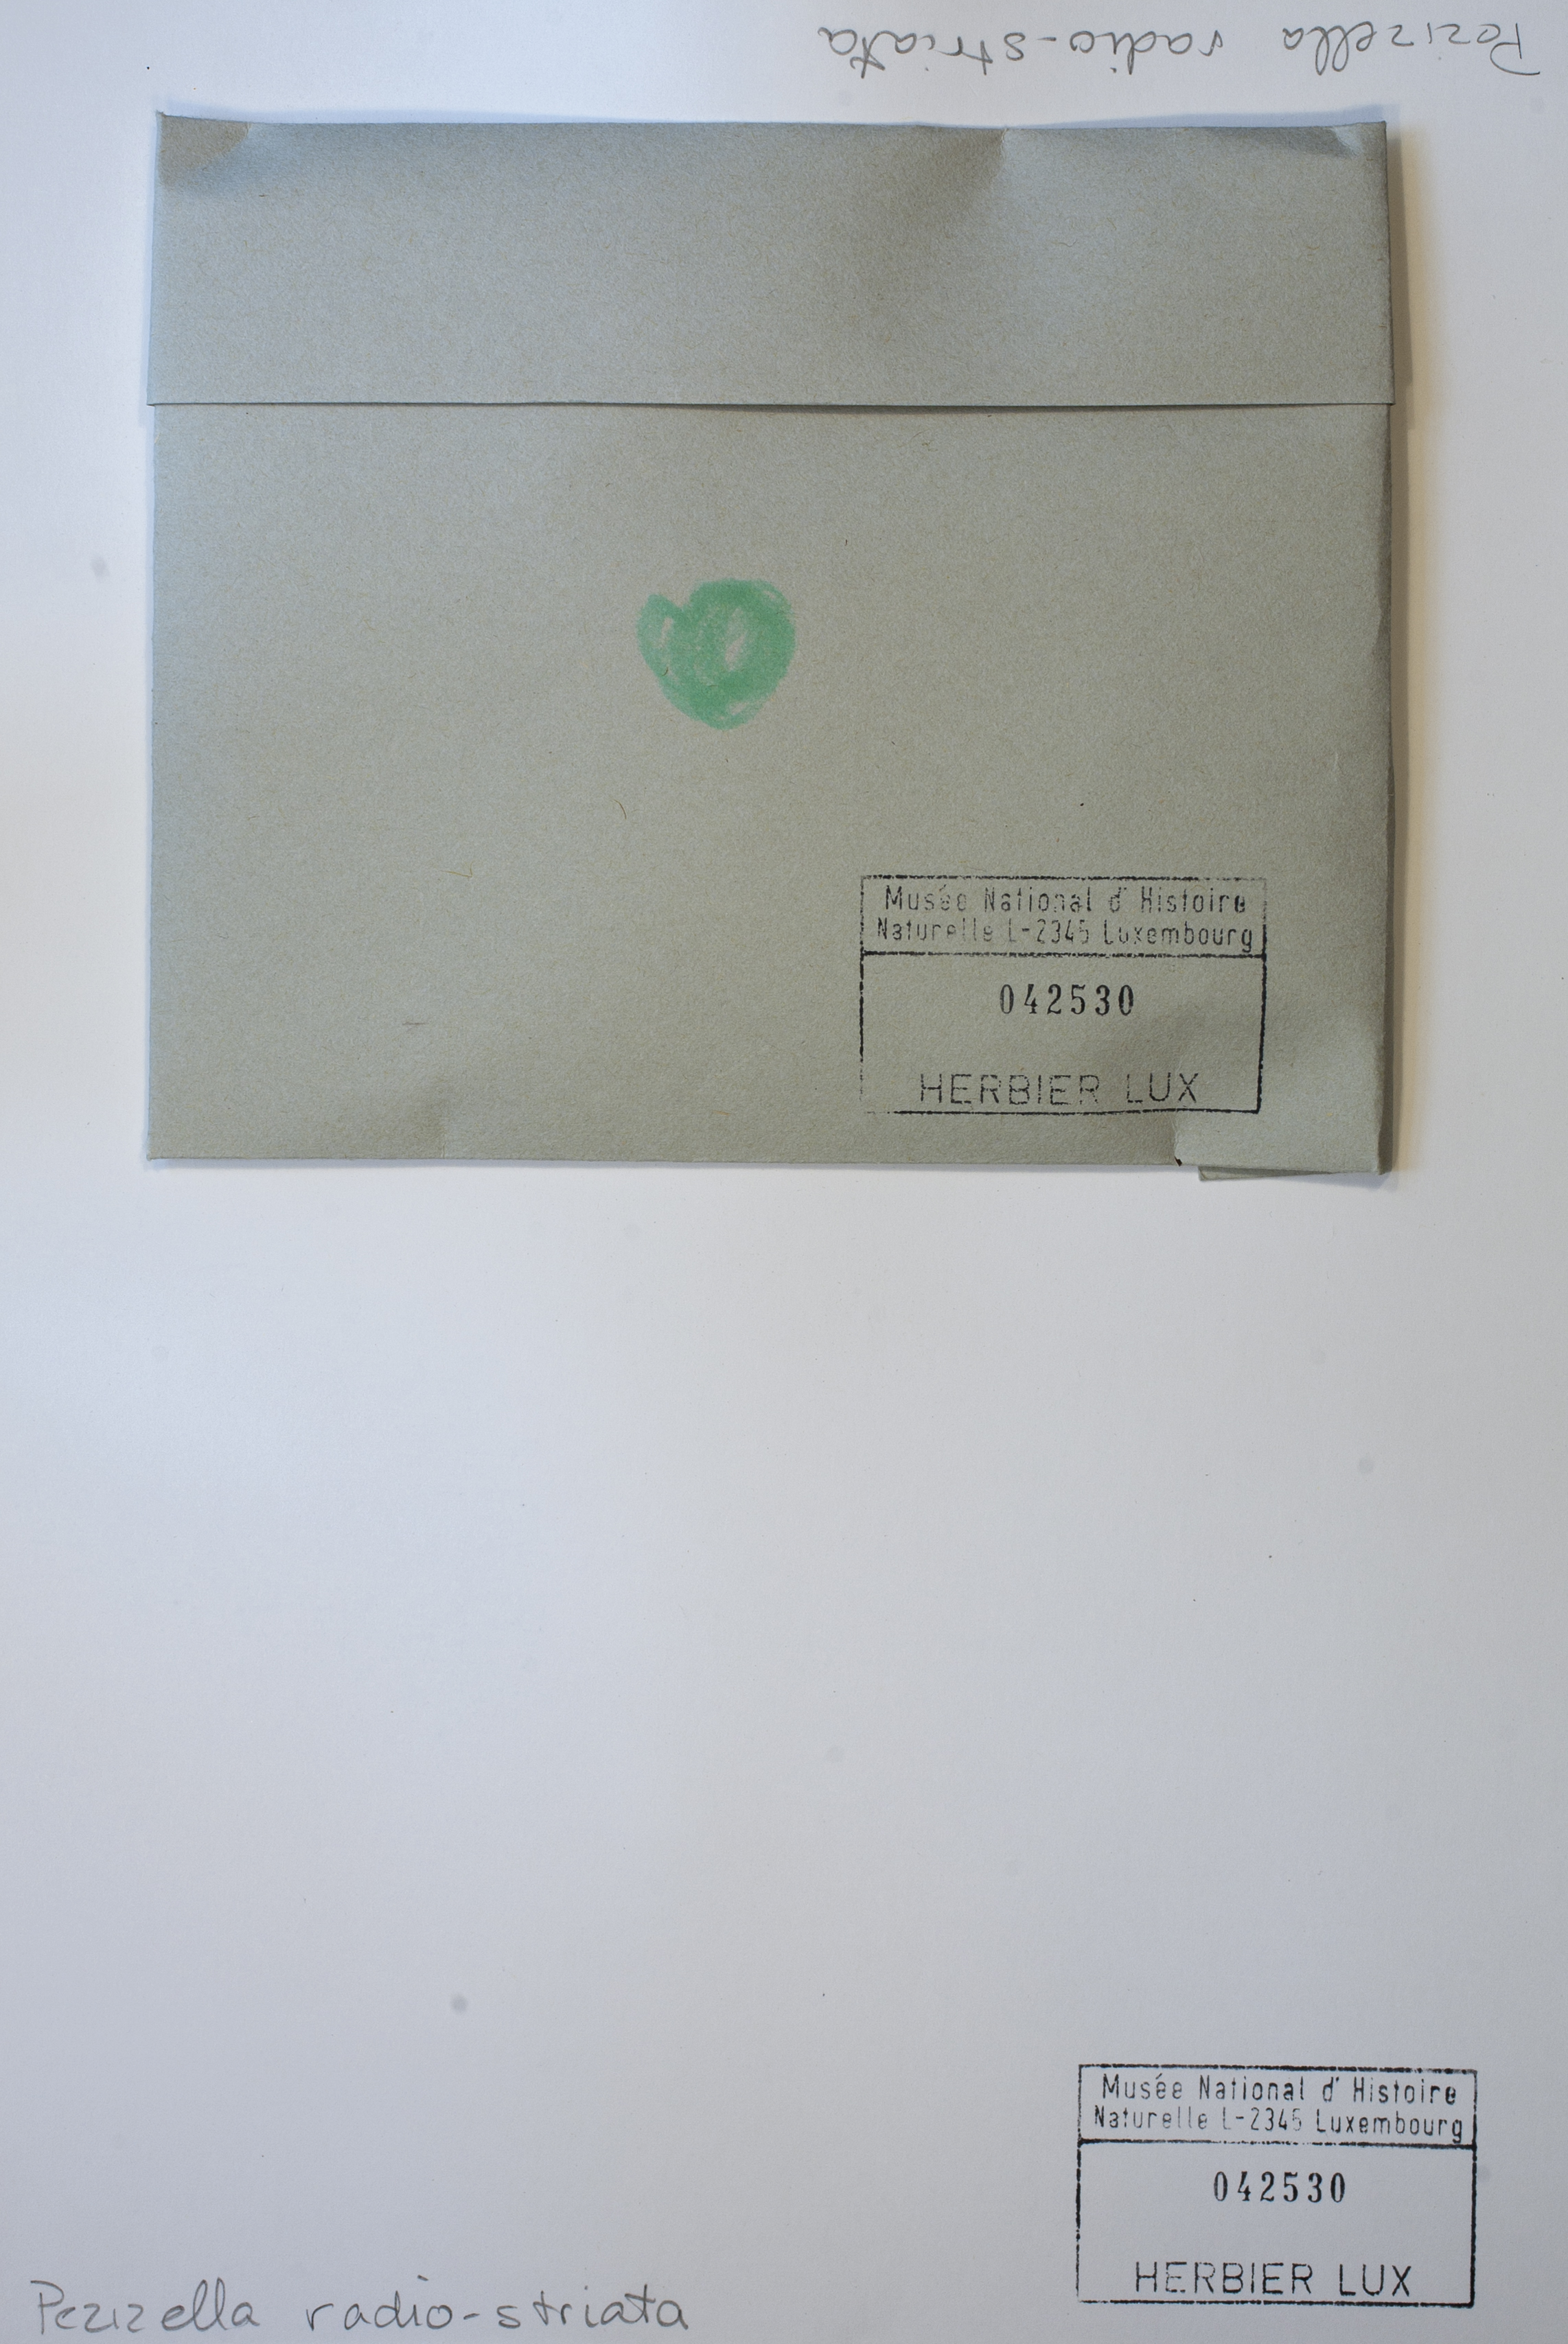 Pezizella radio-striata
Musée National d' Histoire
Naturelle L-2345 Luxembourg
042530
HERBIER LUX
Musée National d' Histoire
Naturelle L-2345 Luxembourg
042530
HERBIER LUX
Pezizella radio-striata